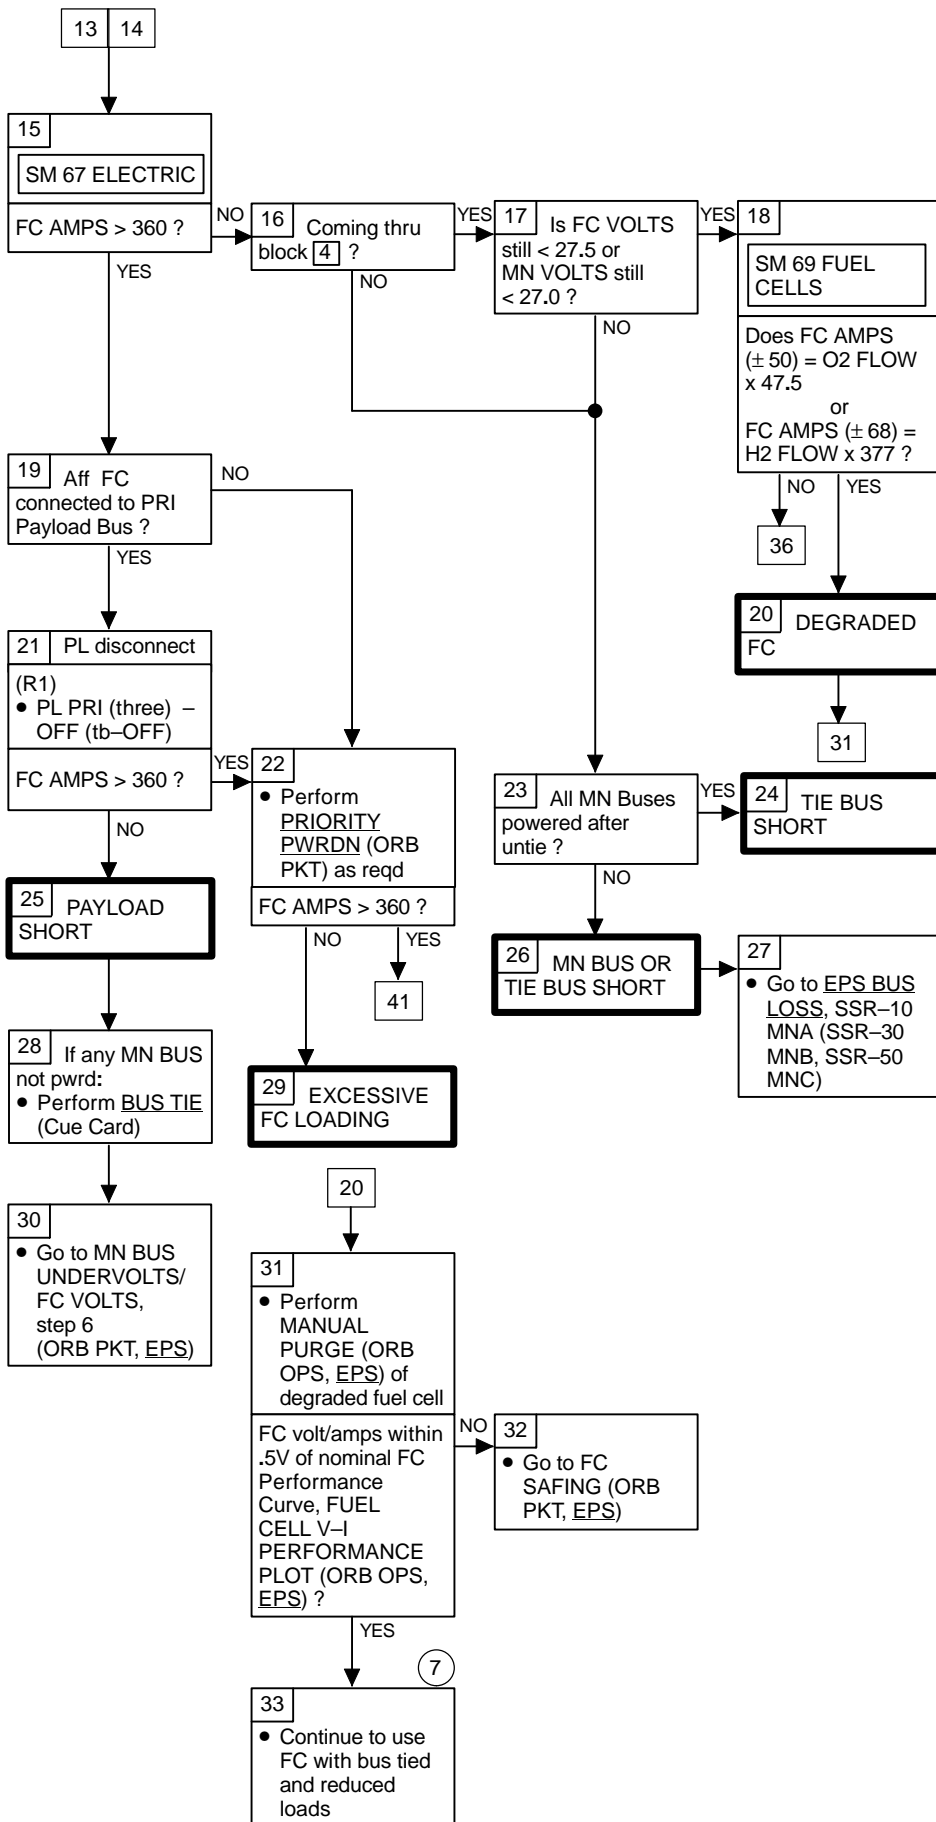 13 14
15
SM 67 ELECTRIC
FC AMPS > 360 ?
NO
YES
16 Coming thru
block 4 ?
YES
NO
17 Is FC VOLTS
still < 27.5 or
MN VOLTS still
< 27.0 ?
YES
NO
18
SM 69 FUEL
CELLS
Does FC AMPS
(± 50) = O2 FLOW
x 47.5
or
FC AMPS (± 68) =
H2 FLOW x 377 ?
NO YES
36
19 Aff FC
connected to PRI
Payload Bus ?
NO
YES
20 DEGRADED
FC
31
21 PL disconnect
(R1)
• PL PRI (three) –
OFF (tb–OFF)
FC AMPS > 360 ?
YES
NO
22
• Perform
PRIORITY
PWRDN (ORB
PKT) as reqd
FC AMPS > 360 ?
NO YES
41
23 All MN Buses
powered after
untie ?
YES
NO
24 TIE BUS
SHORT
25 PAYLOAD
SHORT
26 MN BUS OR
TIE BUS SHORT
27
• Go to EPS BUS
LOSS, SSR–10
MNA (SSR–30
MNB, SSR–50
MNC)
28 If any MN BUS
not pwrd:
• Perform BUS TIE
(Cue Card)
29 EXCESSIVE
FC LOADING
30
• Go to MN BUS
UNDERVOLTS/
FC VOLTS,
step 6
(ORB PKT, EPS)
20
31
• Perform
MANUAL
PURGE (ORB
OPS, EPS) of
degraded fuel cell
FC volt/amps within
.5V of nominal FC
Performance
Curve, FUEL
CELL V–I
PERFORMANCE
PLOT (ORB OPS,
EPS) ?
NO
YES
32
• Go to FC
SAFING (ORB
PKT, EPS)
7
33
• Continue to use
FC with bus tied
and reduced
loads